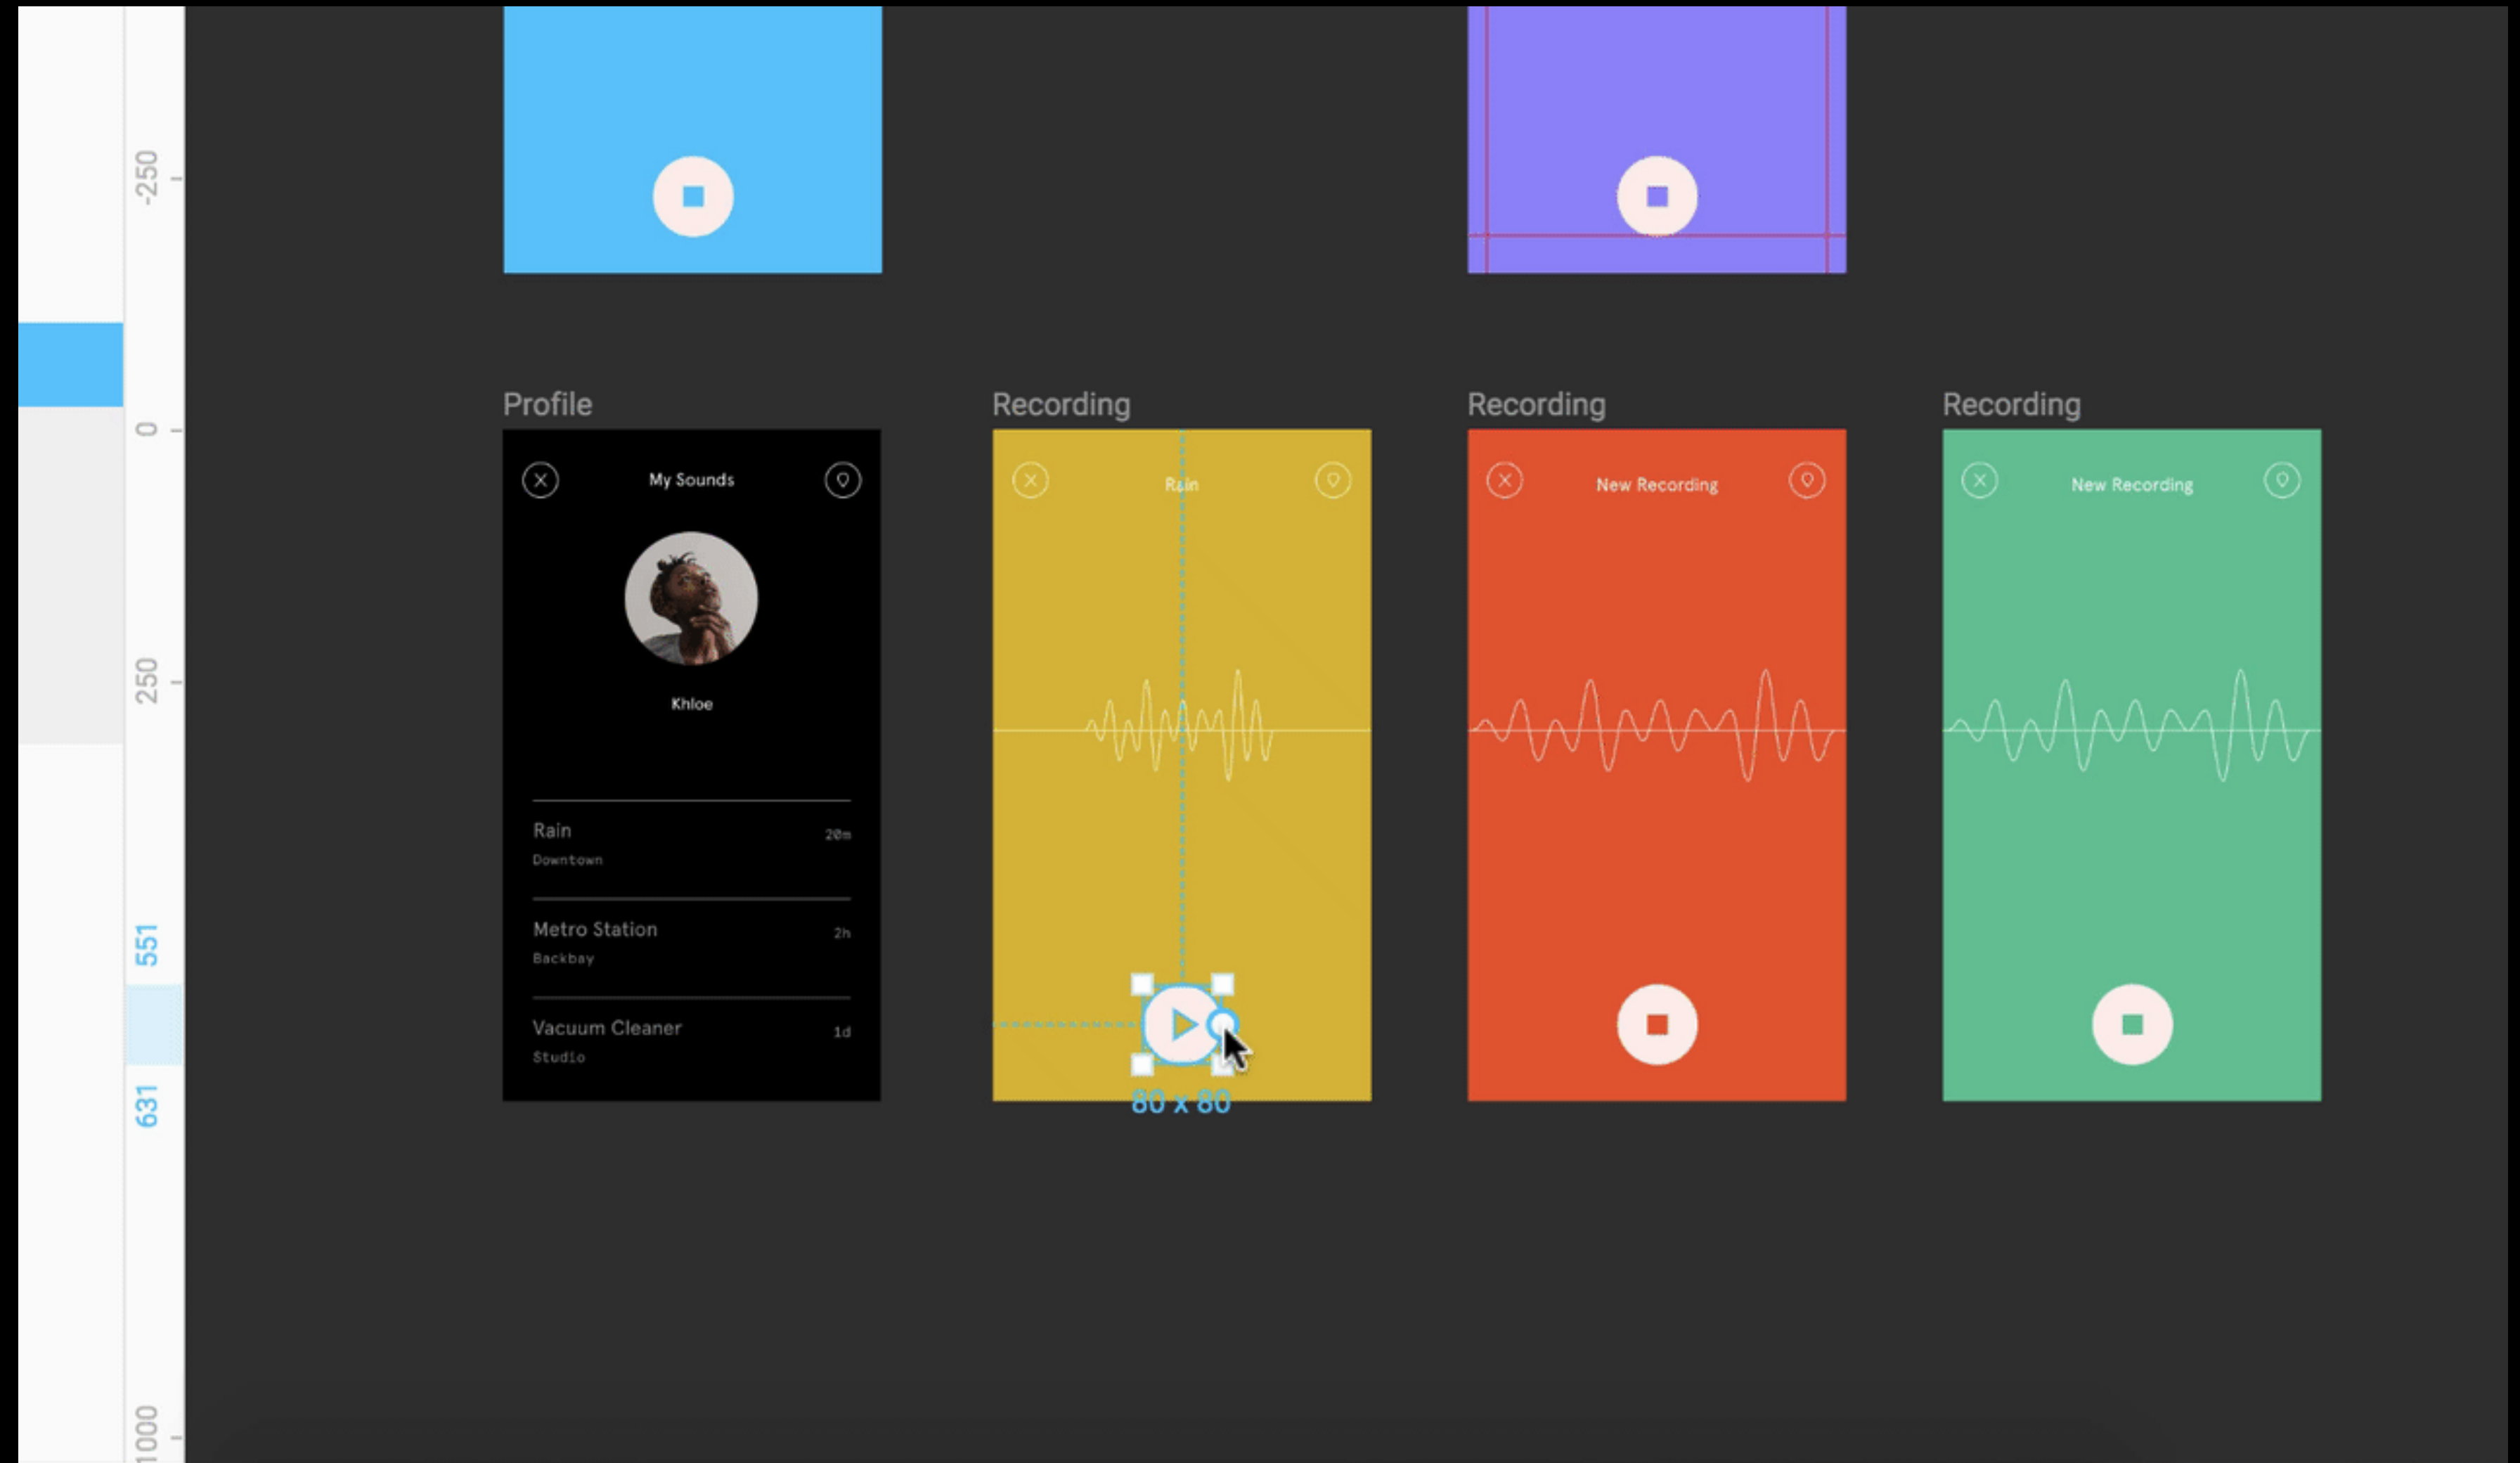 -250
0
250
551
631
1000
Profile
My Sounds
Khloe
Rain
20m
Downtown
Metro Station
2h
Backbay
Vacuum Cleaner
1d
Studio
Recording
Rain
80 x 80
Recording
New Recording
Recording
New Recording